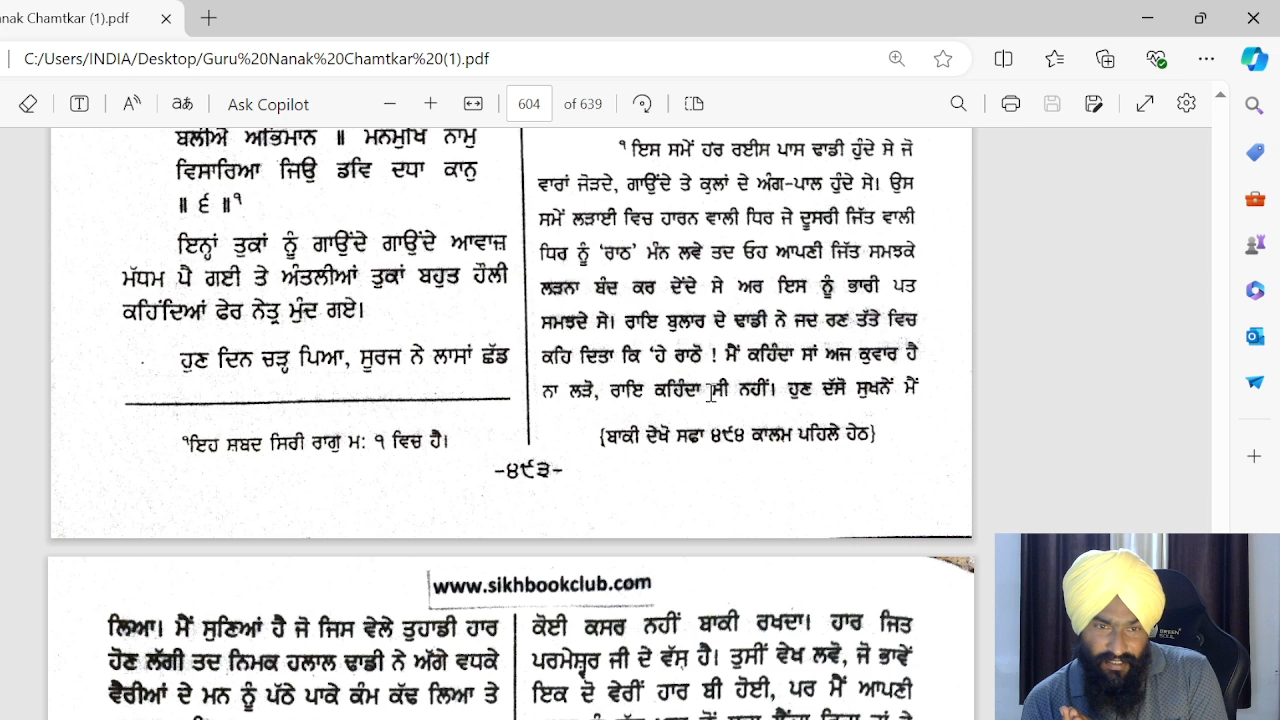 nak Chamtkar (1).pdf
C:/Users/INDIA/Desktop/Guru%20Nanak%20Chamtkar%20(1).pdf
Ask Copilot
604 of 639
ਬਲੀਐ ਅਭਿਮਾਨ ॥ ਮਨਮੁਖਿ ਨਾਮੁ
ਵਿਸਾਰਿਆ ਜਿਉ ਡਵਿ ਦਧਾ ਕਾਨੁ
॥ ੬ ॥੧
ਇਨ੍ਹਾਂ ਤੁਕਾਂ ਨੂੰ ਗਾਉਂਦੇ ਗਾਉਂਦੇ ਆਵਾਜ਼
ਮੱਧਮ ਪੈ ਗਈ ਤੇ ਅੰਤਲੀਆਂ ਤੁਕਾਂ ਬਹੁਤ ਹੌਲੀ
ਕਹਿੰਦਿਆਂ ਫੇਰ ਨੇਤ੍ਰ ਮੁੰਦ ਗਏ।
ਹੁਣ ਦਿਨ ਚੜ੍ਹ ਪਿਆ, ਸੂਰਜ ਨੇ ਲਾਸਾਂ ਛੱਡ
੧ਇਹ ਸ਼ਬਦ ਸਿਰੀ ਰਾਗੁ ਮ: ੧ ਵਿਚ ਹੈ।
੧ ਇਸ ਸਮੇਂ ਹਰ ਰਈਸ ਪਾਸ ਢਾਡੀ ਹੁੰਦੇ ਸੇ ਜੋ
ਵਾਰਾਂ ਜੋੜਦੇ, ਗਾਉਂਦੇ ਤੇ ਕੁਲਾਂ ਦੇ ਅੰਗ-ਪਾਲ ਹੁੰਦੇ ਸੇ। ਉਸ
ਸਮੇਂ ਲੜਾਈ ਵਿਚ ਹਾਰਨ ਵਾਲੀ ਧਿਰ ਜੇ ਦੂਸਰੀ ਜਿੱਤ ਵਾਲੀ
ਧਿਰ ਨੂੰ ‘ਰਾਠ’ ਮੰਨ ਲਵੇ ਤਦ ਓਹ ਆਪਣੀ ਜਿੱਤ ਸਮਝਕੇ
ਲੜਨਾ ਬੰਦ ਕਰ ਦੇਂਦੇ ਸੇ ਅਰ ਇਸ ਨੂੰ ਭਾਰੀ ਪਤ
ਸਮਝਦੇ ਸੇ। ਰਾਇ ਬੁਲਾਰ ਦੇ ਢਾਡੀ ਨੇ ਜਦ ਰਣ ਤੱਤੇ ਵਿਚ
ਕਹਿ ਦਿਤਾ ਕਿ ‘ਹੇ ਰਾਠੋ ! ਮੈਂ ਕਹਿੰਦਾ ਸਾਂ ਅਜ ਕੁਵਾਰ ਹੈ
ਨਾ ਲੜੋ, ਰਾਇ ਕਹਿੰਦਾ ਸੀ ਨਹੀਂ। ਹੁਣ ਦੱਸੋ ਸੁਖਨੋਂ ਮੈਂ
{ਬਾਕੀ ਦੇਖੋ ਸਫਾ ੪੯੪ ਕਾਲਮ ਪਹਿਲੇ ਹੇਠ}
-੪੯੩-
www.sikhbookclub.com
ਲਿਆ। ਮੈਂ ਸੁਣਿਆਂ ਹੈ ਜੋ ਜਿਸ ਵੇਲੇ ਤੁਹਾਡੀ ਹਾਰ
ਹੋਣ ਲੱਗੀ ਤਦ ਨਿਮਕ ਹਲਾਲ ਢਾਡੀ ਨੇ ਅੱਗੇ ਵਧਕੇ
ਵੈਰੀਆਂ ਦੇ ਮਨ ਨੂੰ ਪੱਠੇ ਪਾਕੇ ਕੰਮ ਕੱਢ ਲਿਆ ਤੇ
ਕੋਈ ਕਸਰ ਨਹੀਂ ਬਾਕੀ ਰਖਦਾ। ਹਾਰ ਜਿਤ
ਪਰਮੇਸ਼੍ਵਰ ਜੀ ਦੇ ਵੱਸ ਹੈ। ਤੁਸੀਂ ਵੇਖ ਲਵੋ, ਜੋ ਭਾਵੇਂ
ਇਕ ਦੋ ਵੇਰੀਂ ਹਾਰ ਬੀ ਹੋਈ, ਪਰ ਮੈਂ ਆਪਣੀ